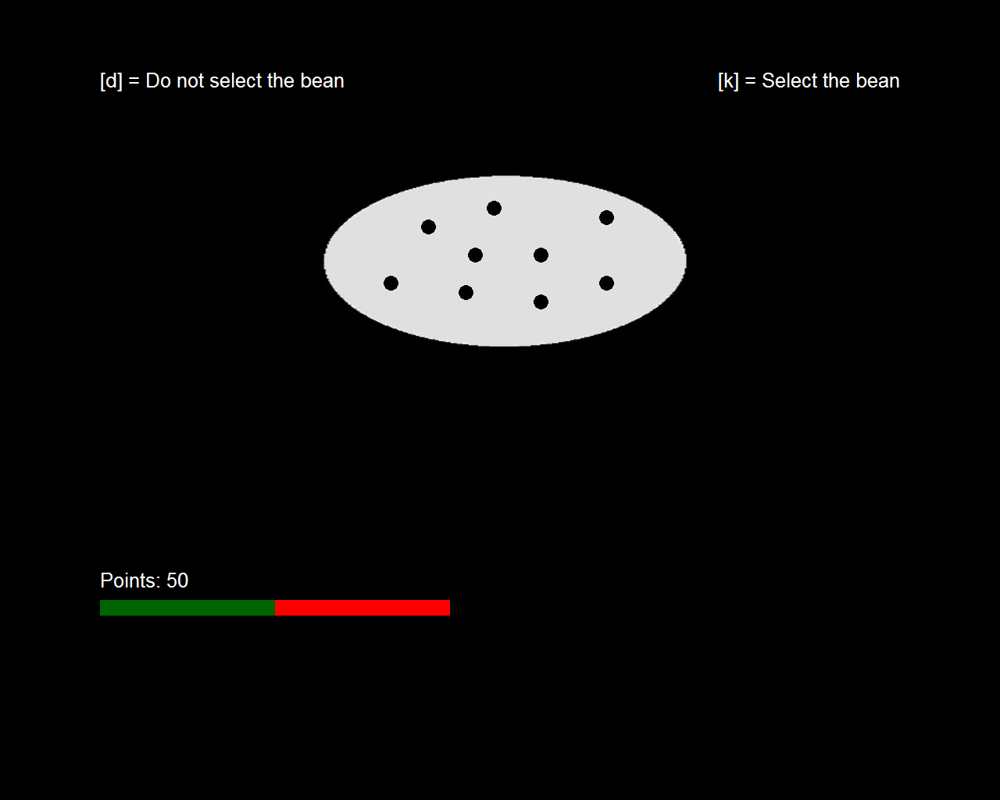 [d] = Do not select the bean
[k] = Select the bean
Points: 50